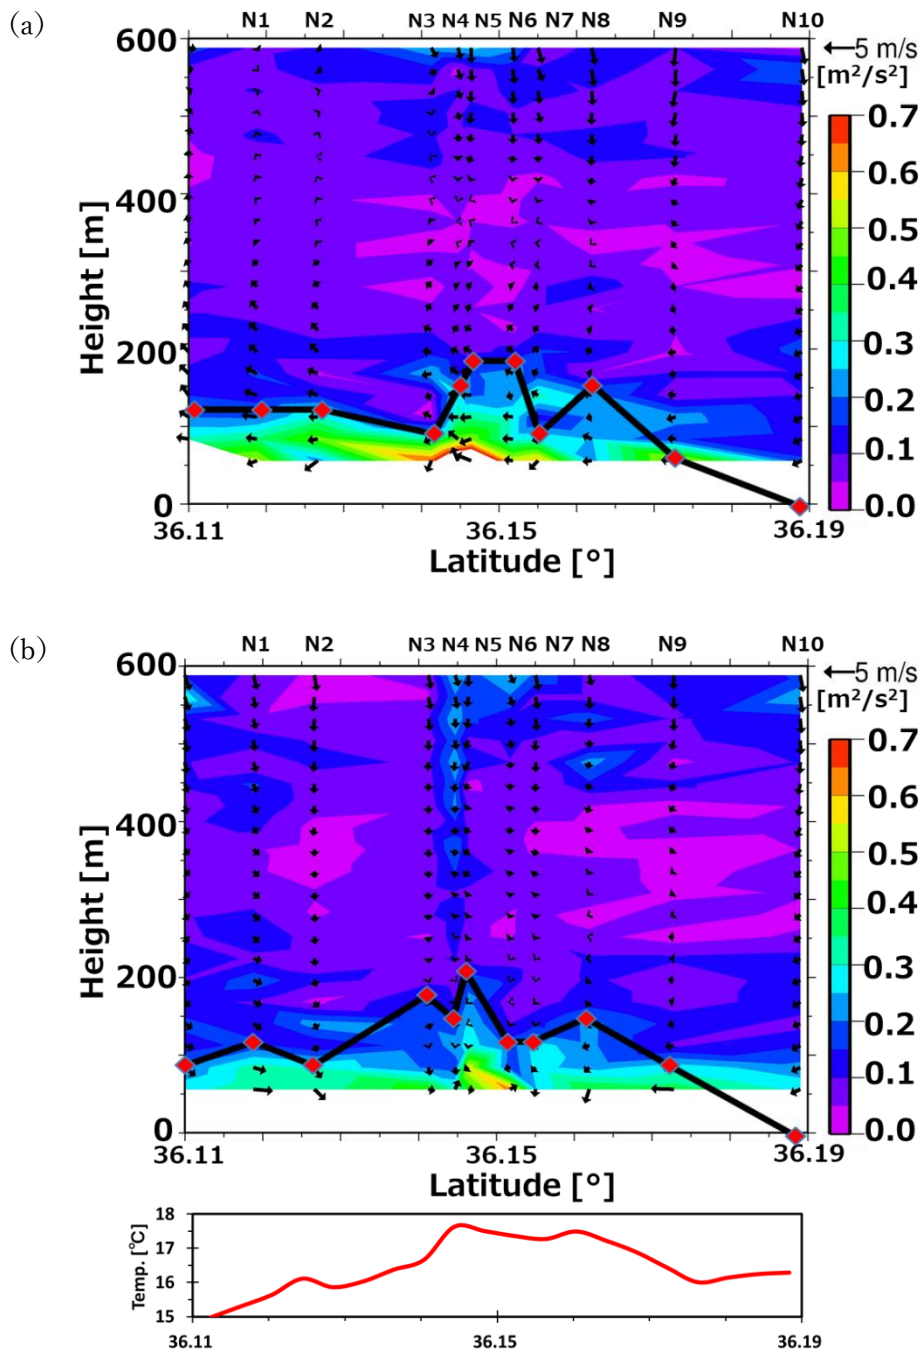 (a)
N1 N2 N3 N4 N5 N6 N7 N8 N9 N10
600
400
200
0
Height [m]
36.11 36.15 36.19
Latitude [°]
5 m/s
[m²/s²]
0.7
0.6
0.5
0.4
0.3
0.2
0.1
0.0
(b)
N1 N2 N3 N4 N5 N6 N7 N8 N9 N10
600
400
200
0
Height [m]
36.11 36.15 36.19
Latitude [°]
5 m/s
[m²/s²]
0.7
0.6
0.5
0.4
0.3
0.2
0.1
0.0
18
17
16
15
Temp. [℃]
36.11 36.15 36.19